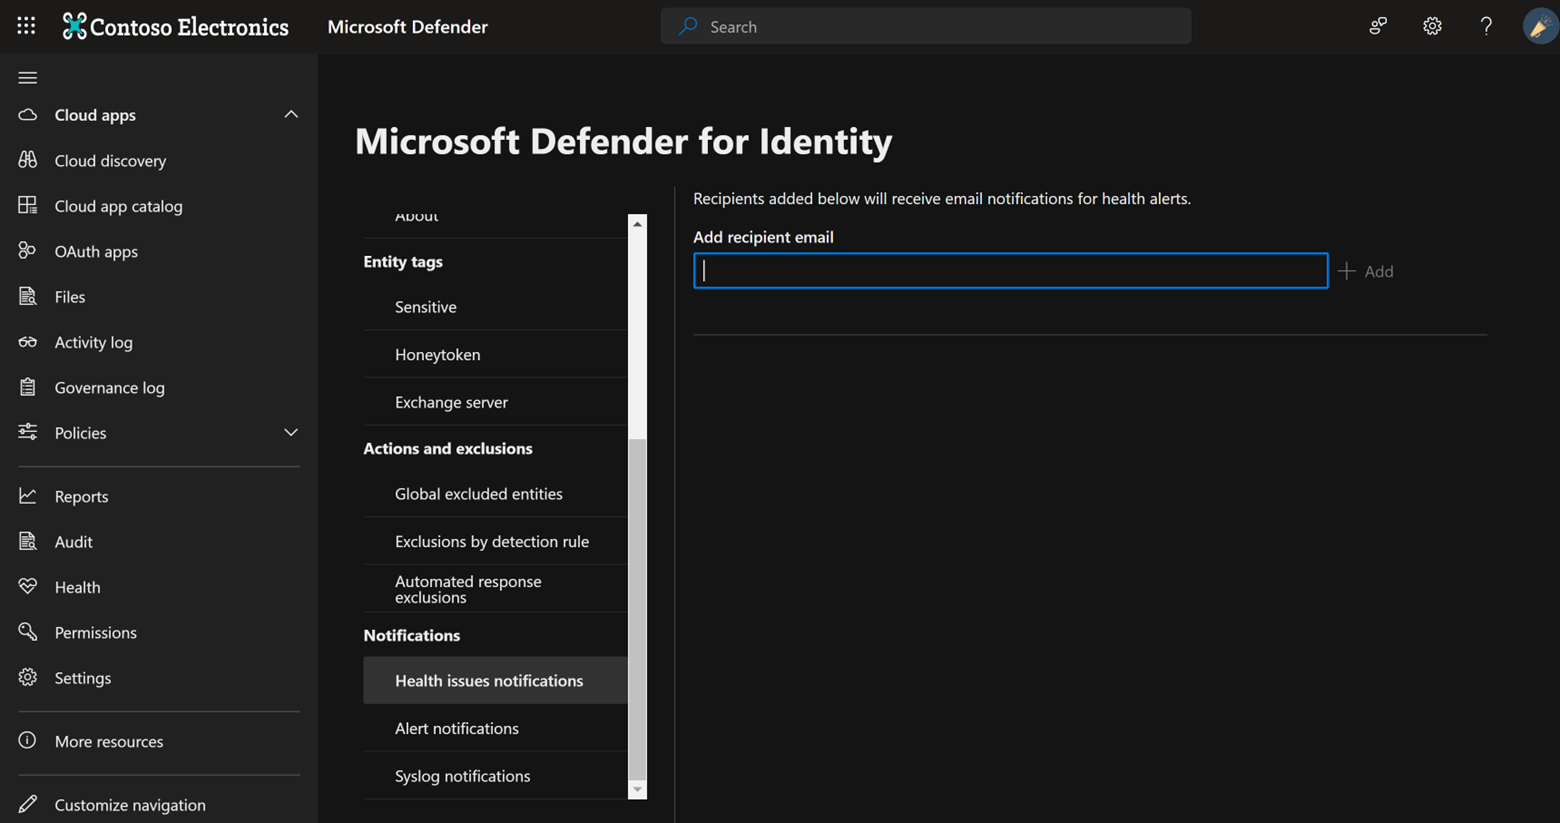 Contoso Electronics
Microsoft Defender
Search
Cloud apps
Cloud discovery
Cloud app catalog
OAuth apps
Files
Activity log
Governance log
Policies
Reports
Audit
Health
Permissions
Settings
More resources
Customize navigation
Microsoft Defender for Identity
About
Entity tags
Sensitive
Honeytoken
Exchange server
Actions and exclusions
Global excluded entities
Exclusions by detection rule
Automated response
exclusions
Notifications
Health issues notifications
Alert notifications
Syslog notifications
Recipients added below will receive email notifications for health alerts.
Add recipient email
Add